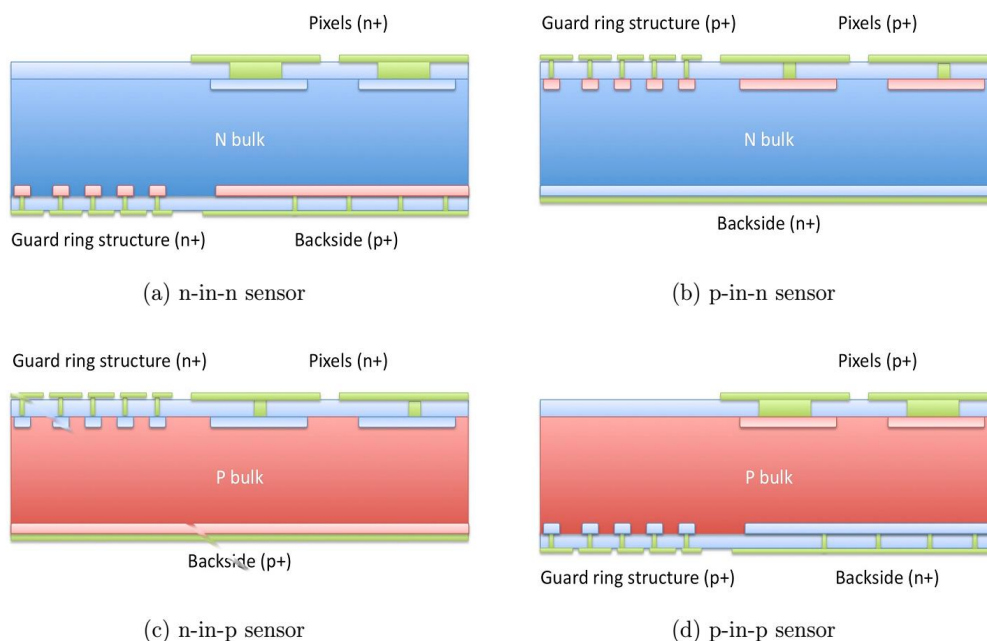 Pixels (n+)
N bulk
Guard ring structure (n+)
Backside (p+)
(a) n-in-n sensor
Guard ring structure (p+)
Pixels (p+)
N bulk
Backside (n+)
(b) p-in-n sensor
Guard ring structure (n+)
Pixels (n+)
P bulk
Backside (p+)
(c) n-in-p sensor
Pixels (p+)
P bulk
Guard ring structure (p+)
Backside (n+)
(d) p-in-p sensor